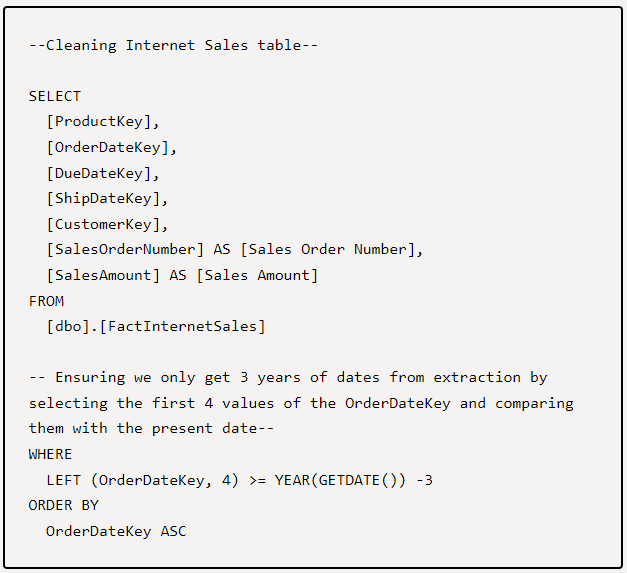 --Cleaning Internet Sales table--
SELECT
[ProductKey],
[OrderDateKey],
[DueDateKey],
[ShipDateKey],
[CustomerKey],
[SalesOrderNumber] AS [Sales Order Number],
[SalesAmount] AS [Sales Amount]
FROM
[dbo].[FactInternetSales]
-- Ensuring we only get 3 years of dates from extraction by
selecting the first 4 values of the OrderDateKey and comparing
them with the present date--
WHERE
LEFT (OrderDateKey, 4) >= YEAR(GETDATE()) -3
ORDER BY
OrderDateKey ASC